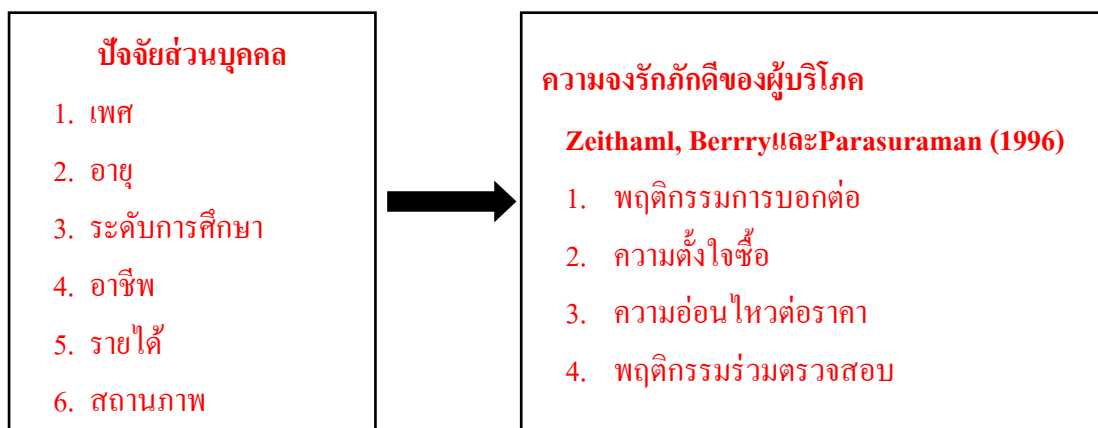 ปัจจัยส่วนบุคคล
1. เพศ
2. อายุ
3. ระดับการศึกษา
4. อาชีพ
5. รายได้
6. สถานภาพ
ความจงรักภักดีของผู้บริโภค
Zeithaml, BerrryและParasuraman (1996)
1. พฤติกรรมการบอกต่อ
2. ความตั้งใจซื้อ
3. ความอ่อนไหวต่อราคา
4. พฤติกรรมร่วมตรวจสอบ